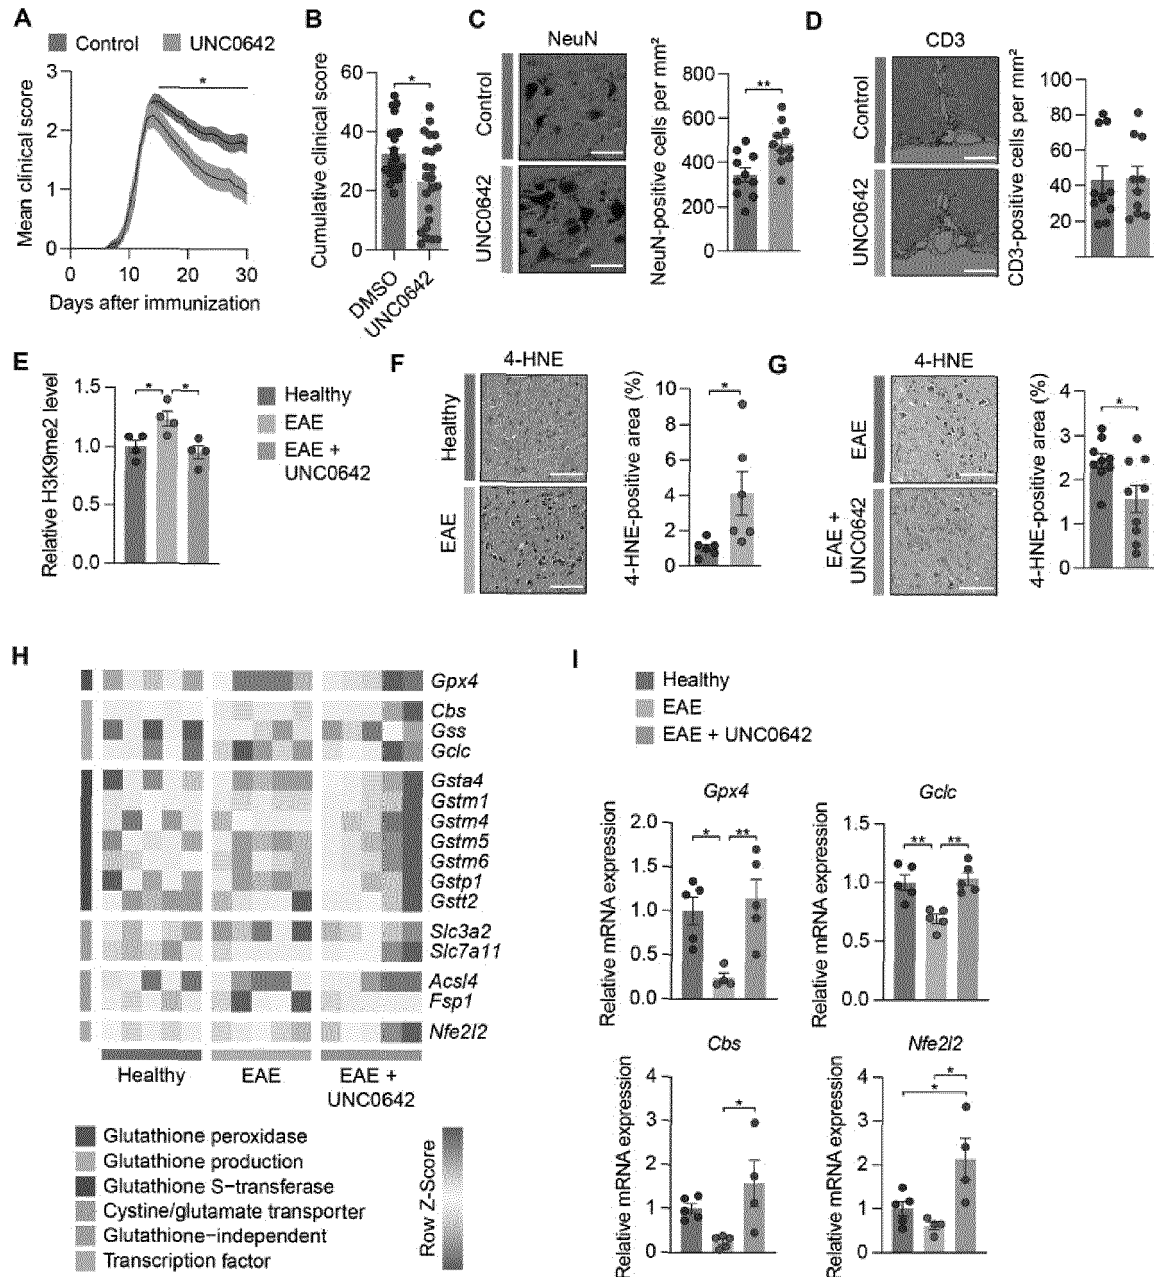 A
Control
UNC0642
3
2
1
0
Mean clinical score
*
0
10
20
30
Days after immunization
B
60
40
20
0
Cumulative clinical score
*
DMSO
UNC0642
C
NeuN
Control
UNC0642
800
600
400
200
0
NeuN-positive cells per mm²
**
D
CD3
Control
UNC0642
100
80
60
40
20
CD3-positive cells per mm²
E
1.5
1.0
0.5
0.0
Relative H3K9me2 level
*
*
Healthy
EAE
EAE +
UNC0642
F
4-HNE
Healthy
EAE
10
8
6
4
2
0
4-HNE-positive area (%)
*
G
4-HNE
EAE
EAE +
UNC0642
4
3
2
1
0
4-HNE-positive area (%)
*
H
Gpx4
Cbs
Gss
Gclc
Gsta4
Gstm1
Gstm4
Gstm5
Gstm6
Gstp1
Gstt2
Slc3a2
Slc7a11
Acsl4
Fsp1
Nfe2l2
Healthy
EAE
EAE +
UNC0642
Glutathione peroxidase
Glutathione production
Glutathione S−transferase
Cystine/glutamate transporter
Glutathione−independent
Transcription factor
Row Z-Score
I
Healthy
EAE
EAE + UNC0642
Gpx4
2.0
1.5
1.0
0.5
0.0
Relative mRNA expression
*
**
Gclc
1.5
1.0
0.5
0.0
Relative mRNA expression
**
**
Cbs
4
3
2
1
0
Relative mRNA expression
*
Nfe2l2
4
3
2
1
0
Relative mRNA expression
*
*